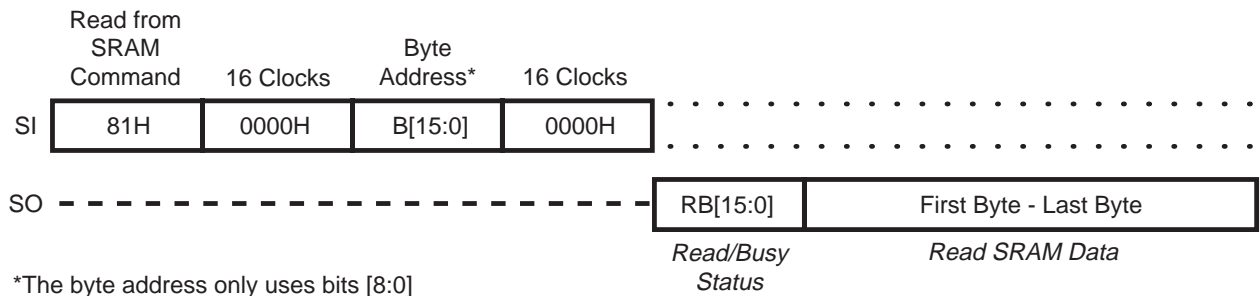 Read from
SRAM
Command
16 Clocks
Byte
Address*
16 Clocks
SI
81H
0000H
B[15:0]
0000H
SO
RB[15:0]
First Byte - Last Byte
Read/Busy
Status
Read SRAM Data
*The byte address only uses bits [8:0]